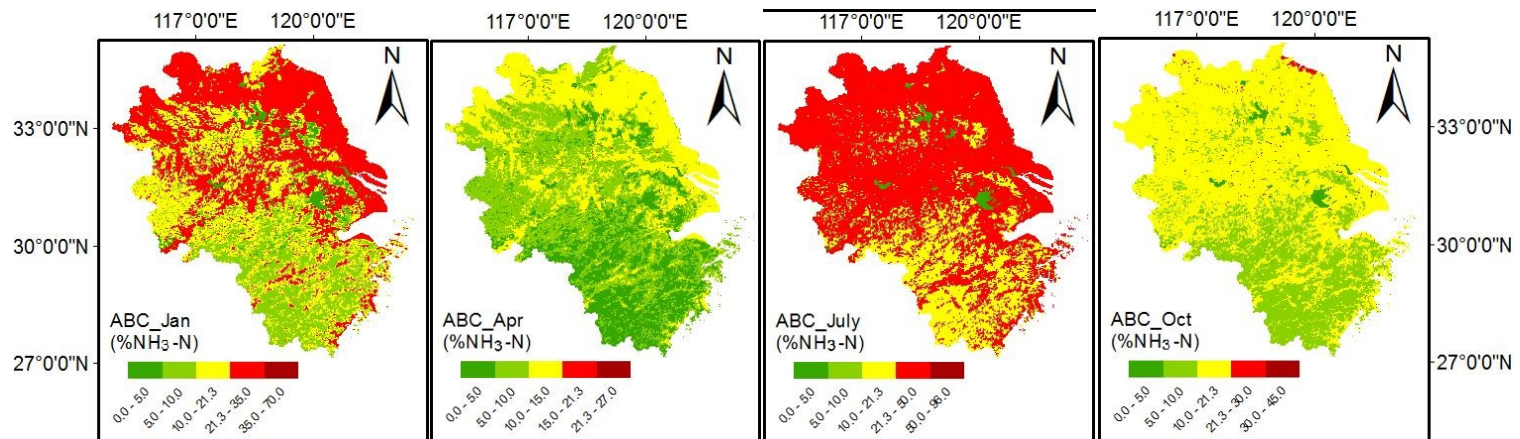 117°0'0"E 120°0'0"E 117°0'0"E 120°0'0"E 117°0'0"E 120°0'0"E 117°0'0"E 120°0'0"E
N N N N
33°0'0"N 33°0'0"N
30°0'0"N 30°0'0"N
27°0'0"N 27°0'0"N
ABC_Jan
(%NH₃-N)
0.0 - 5.0
5.0 - 10.0
10.0 - 21.3
21.3 - 35.0
35.0 - 70.0
ABC_Apr
(%NH₃-N)
0.0 - 5.0
5.0 - 10.0
10.0 - 15.0
15.0 - 21.3
21.3 - 27.0
ABC_July
(%NH₃-N)
0.0 - 5.0
5.0 - 10.0
10.0 - 21.3
21.3 - 50.0
50.0 - 96.0
ABC_Oct
(%NH₃-N)
0.0 - 5.0
5.0 - 10.0
10.0 - 21.3
21.3 - 30.0
30.0 - 45.0